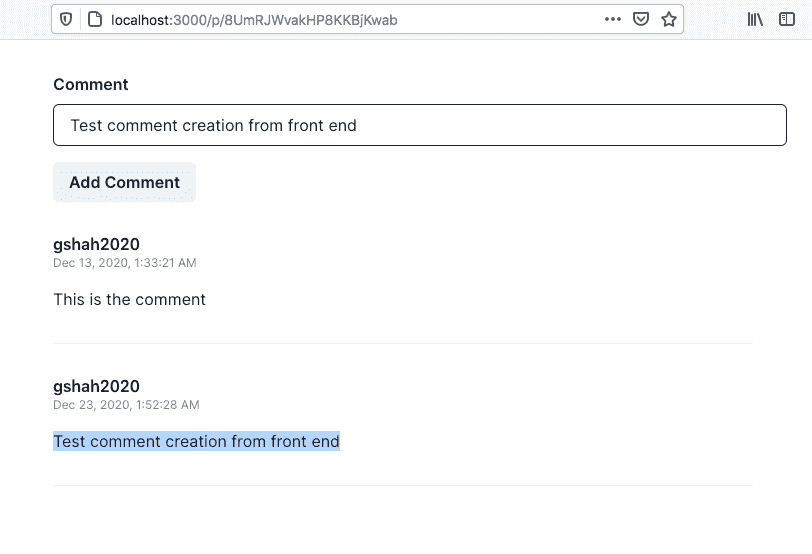 localhost:3000/p/8UmRJWvakHP8KKBjKwab
Comment
Test comment creation from front end
Add Comment
gshah2020
Dec 13, 2020, 1:33:21 AM
This is the comment
gshah2020
Dec 23, 2020, 1:52:28 AM
Test comment creation from front end